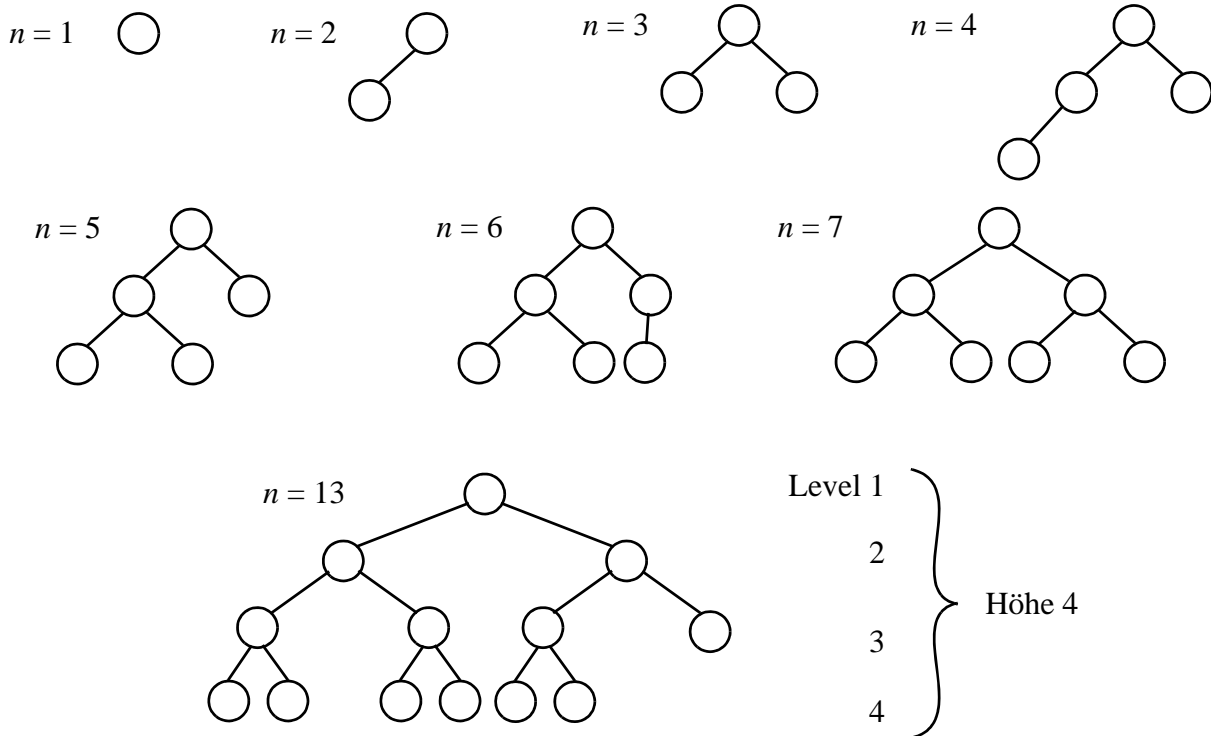 n = 1
n = 2
n = 3
n = 4
n = 5
n = 6
n = 7
n = 13
Level 1
2
3
4
Höhe 4